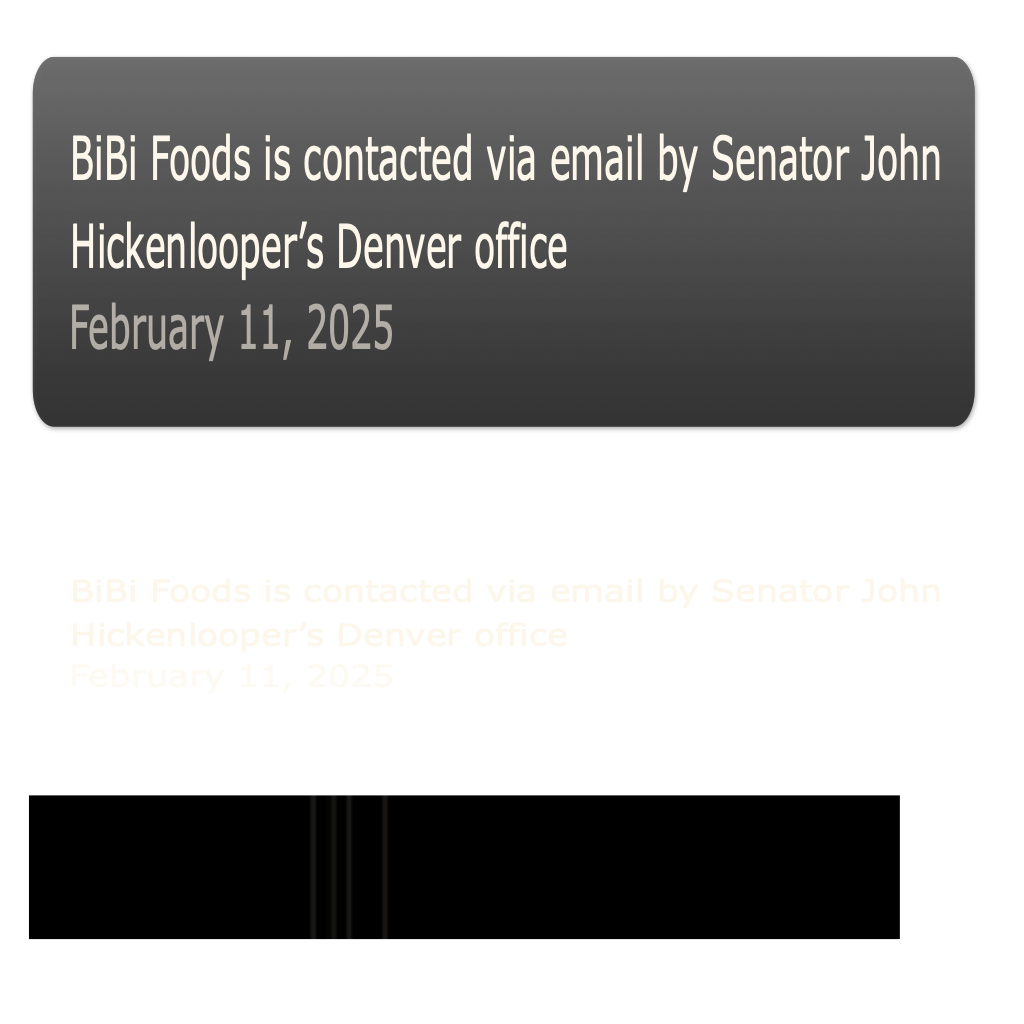 BiBi Foods is contacted via email by Senator John
Hickenlooper’s Denver office
February 11, 2025
BiBi Foods is contacted via email by Senator John
Hickenlooper’s Denver office
February 11, 2025